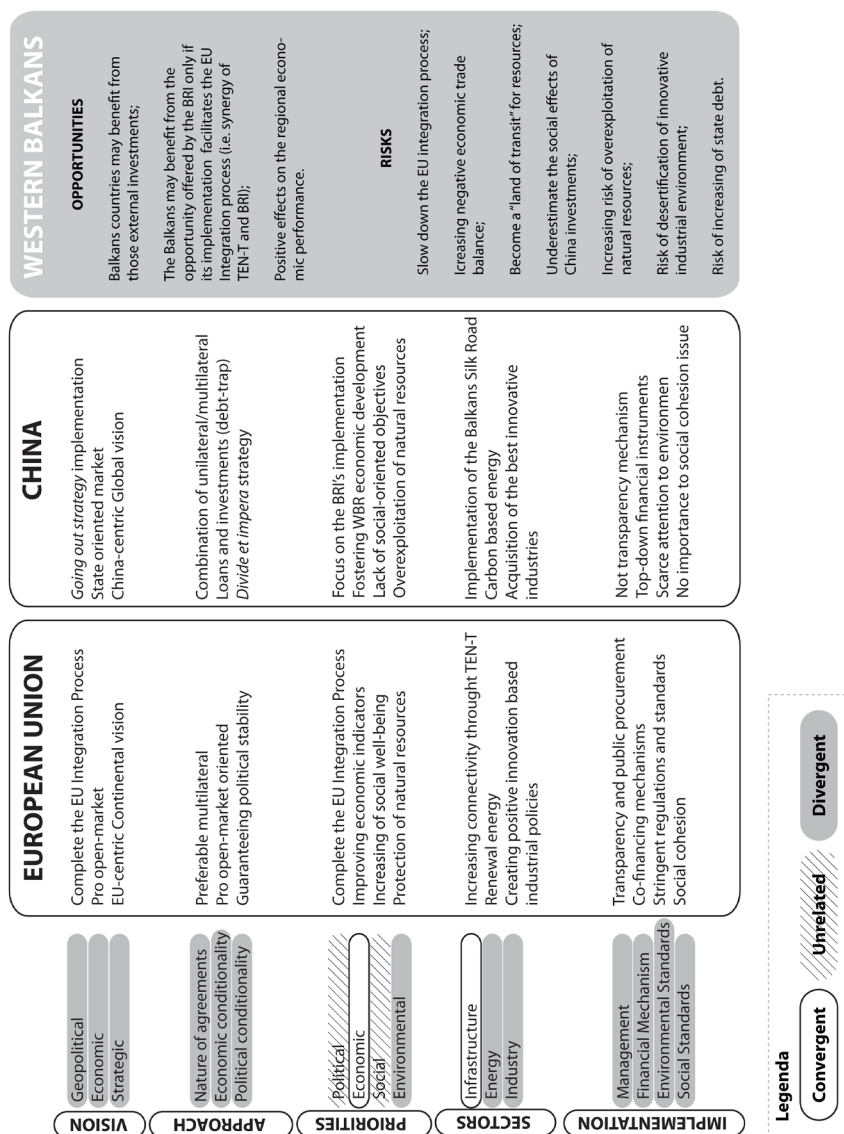 EUROPEAN UNION
CHINA
WESTERN BALKANS
VISION
Geopolitical
Economic
Strategic
Complete the EU Integration Process
Pro open-market
EU-centric Continental vision
Going out strategy implementation
State oriented market
China-centric Global vision
APPROACH
Nature of agreements
Economic conditionality
Political conditionality
Preferable multilateral
Pro open-market oriented
Guaranteeing political stability
Combination of unilateral/multilateral
Loans and investments (debt-trap)
Divide et impera strategy
PRIORITIES
Political
Economic
Social
Environmental
Complete the EU Integration Process
Improving economic indicators
Increasing of social well-being
Protection of natural resources
Focus on the BRI's implementation
Fostering WBR economic development
Lack of social-oriented objectives
Overexploitation of natural resources
SECTORS
Infrastructure
Energy
Industry
Increasing connectivity throught TEN-T
Renewal energy
Creating positive innovation based
industrial policies
Implementation of the Balkans Silk Road
Carbon based energy
Acquisition of the best innovative
industries
IMPLEMENTATION
Management
Financial Mechanism
Environmental Standards
Social Standards
Transparency and public procurement
Co-financing mechanisms
Stringent regulations and standards
Social cohesion
Not transparency mechanism
Top-down financial instruments
Scarce attention to environmen
No importance to social cohesion issue
OPPORTUNITIES
Balkans countries may benefit from
those external investments;
The Balkans may benefit from the
opportunity offered by the BRI only if
its implementation facilitates the EU
Integration process (i.e. synergy of
TEN-T and BRI);
Positive effects on the regional econo-
mic performance.
RISKS
Slow down the EU Integration process;
Icreasing negative economic trade
balance;
Become a "land of transit" for resources;
Underestimate the social effects of
China investments;
Increasing risk of overexploitation of
natural resources;
Risk of desertification of innovative
industrial environment;
Risk of increasing of state debt.
Legenda
Convergent
Unrelated
Divergent